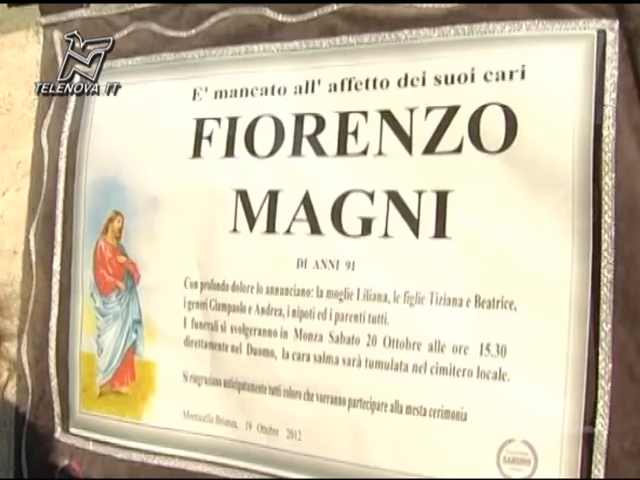 TELENOVA IT
E' mancato all' affetto dei suoi cari
FIORENZO
MAGNI
DI ANNI 91
Con profondo dolore lo annunciano: la moglie Liliana, le figlie Tiziana e Beatrice,
i generi Giampaolo e Andrea, i nipoti ed i parenti tutti.
I funerali si svolgeranno in Monza Sabato 20 Ottobre alle ore 15.30
direttamente nel Duomo, la cara salma sarà tumulata nel cimitero locale.
Si ringraziano anticipatamente tutti coloro che vorranno partecipare alla mesta cerimonia
Monticello Brianza, 19 Ottobre 2012